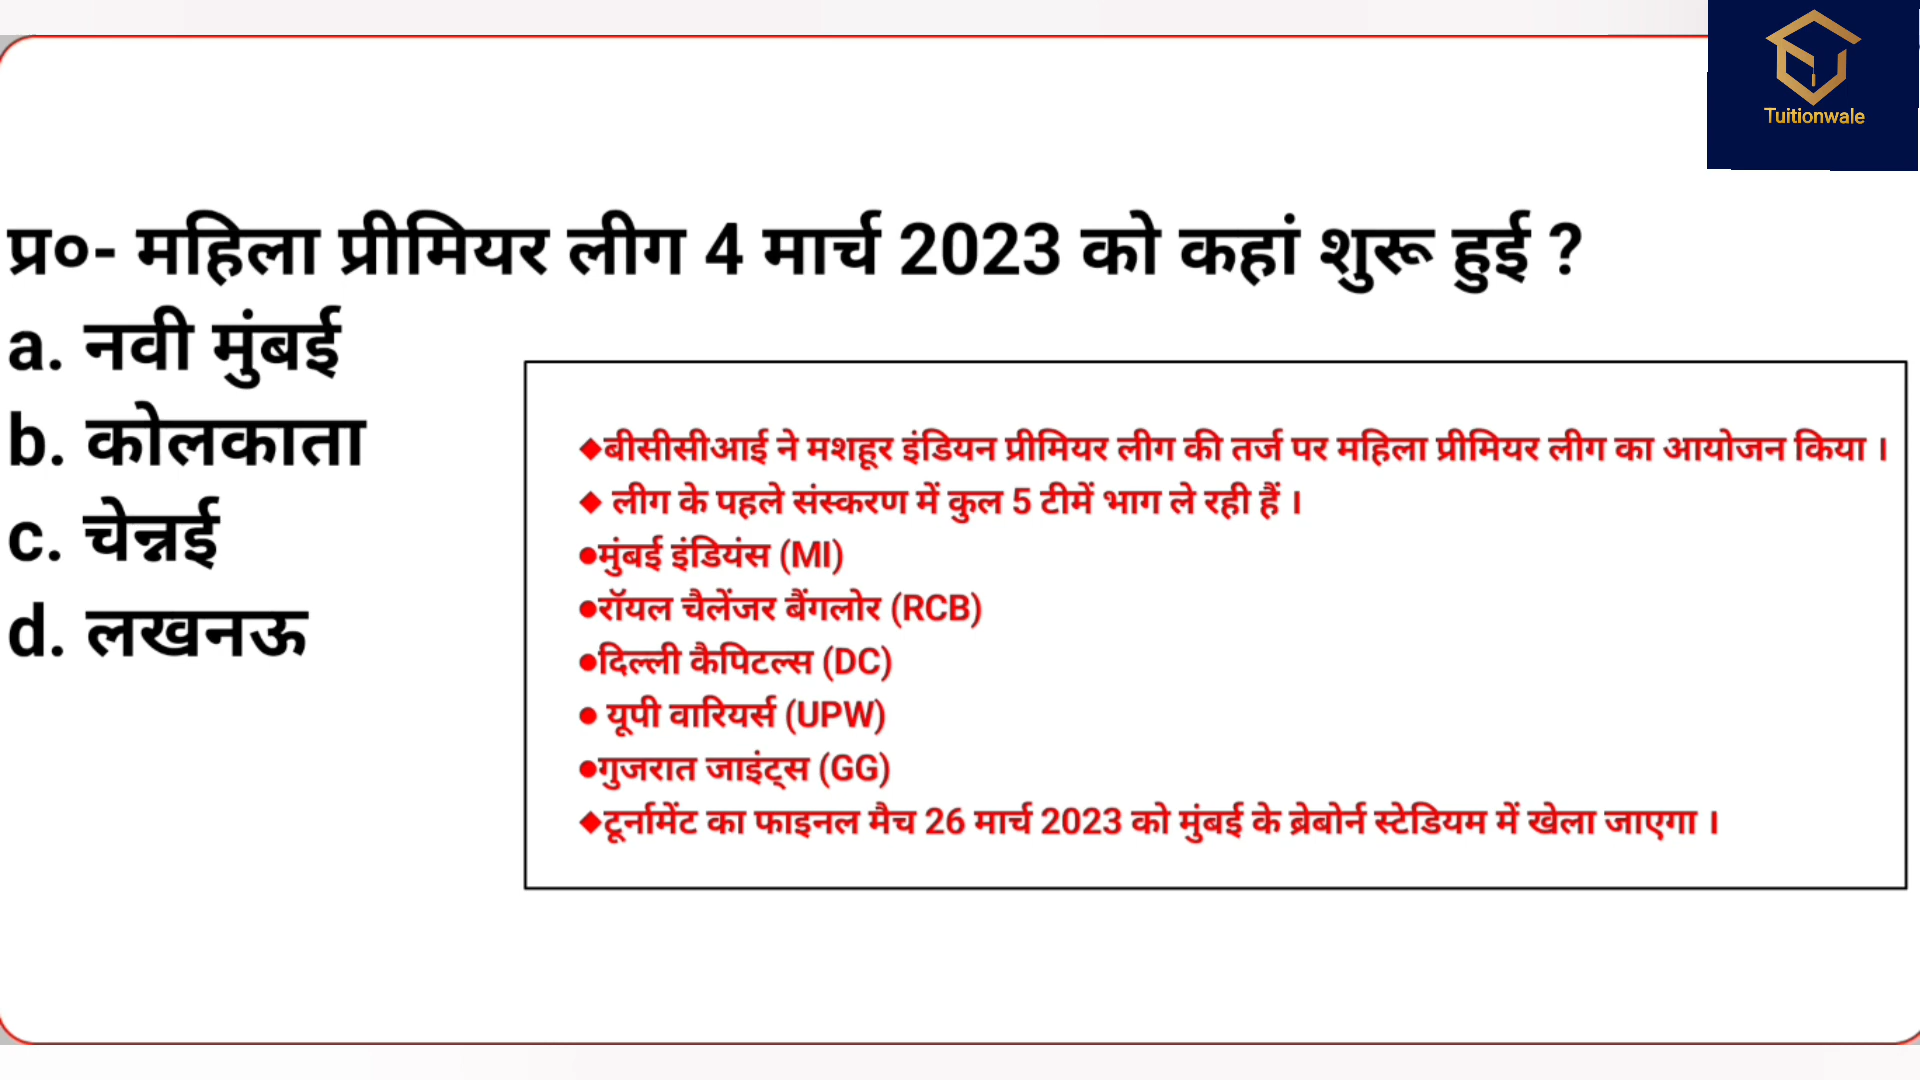 Tuitionwale
प्र०- महिला प्रीमियर लीग 4 मार्च 2023 को कहां शुरू हुई ?
a. नवी मुंबई
b. कोलकाता
c. चेन्नई
d. लखनऊ
◆बीसीसीआई ने मशहूर इंडियन प्रीमियर लीग की तर्ज पर महिला प्रीमियर लीग का आयोजन किया ।
◆ लीग के पहले संस्करण में कुल 5 टीमें भाग ले रही हैं ।
●मुंबई इंडियंस (MI)
●रॉयल चैलेंजर बैंगलोर (RCB)
●दिल्ली कैपिटल्स (DC)
● यूपी वारियर्स (UPW)
●गुजरात जाइंट्स (GG)
◆टूर्नामेंट का फाइनल मैच 26 मार्च 2023 को मुंबई के ब्रेबोर्न स्टेडियम में खेला जाएगा ।